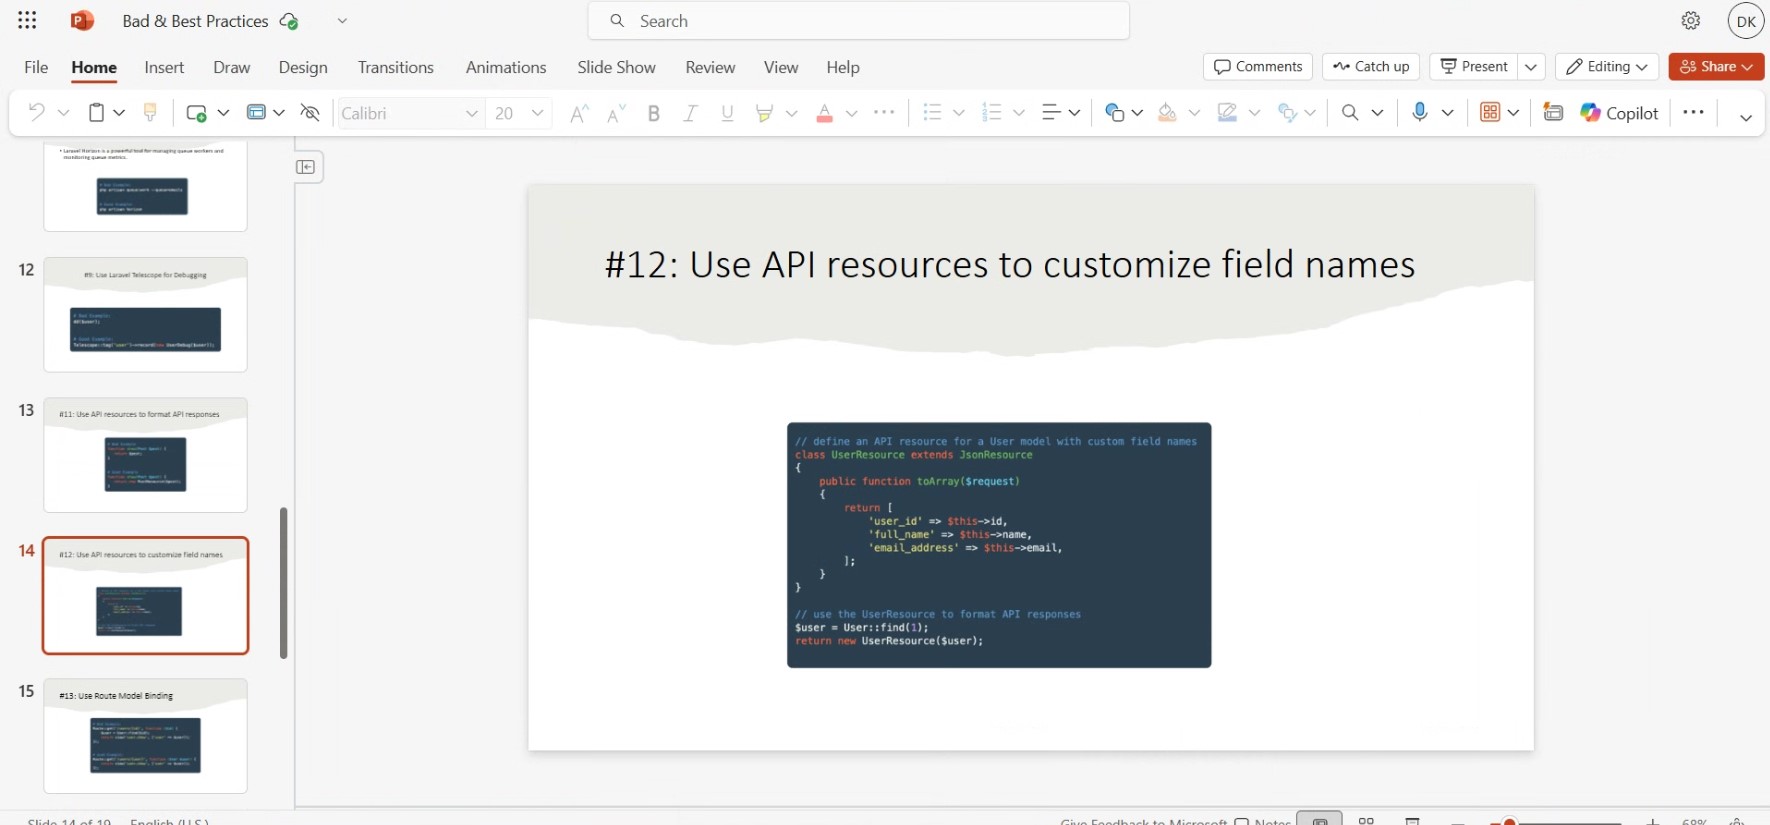 Bad & Best Practices
Search
DK
File Home Insert Draw Design Transitions Animations Slide Show Review View Help
Comments Catch up Present Editing Share
Calibri 20 Copilot
• Laravel Horizon is a powerful tool for managing queue workers and
monitoring queue metrics.
12
#9: Use Laravel Telescope for Debugging
13
#11: Use API resources to format API responses
14
#12: Use API resources to customize field names
15
#13: Use Route Model Binding
#12: Use API resources to customize field names
// define an API resource for a User model with custom field names
class UserResource extends JsonResource
{
public function toArray($request)
{
return [
'user_id' => $this->id,
'full_name' => $this->name,
'email_address' => $this->email,
];
}
}
// use the UserResource to format API responses
$user = User::find(1);
return new UserResource($user);
Slide 14 of 19 English (U.S.) Give Feedback to Microsoft Notes 68%